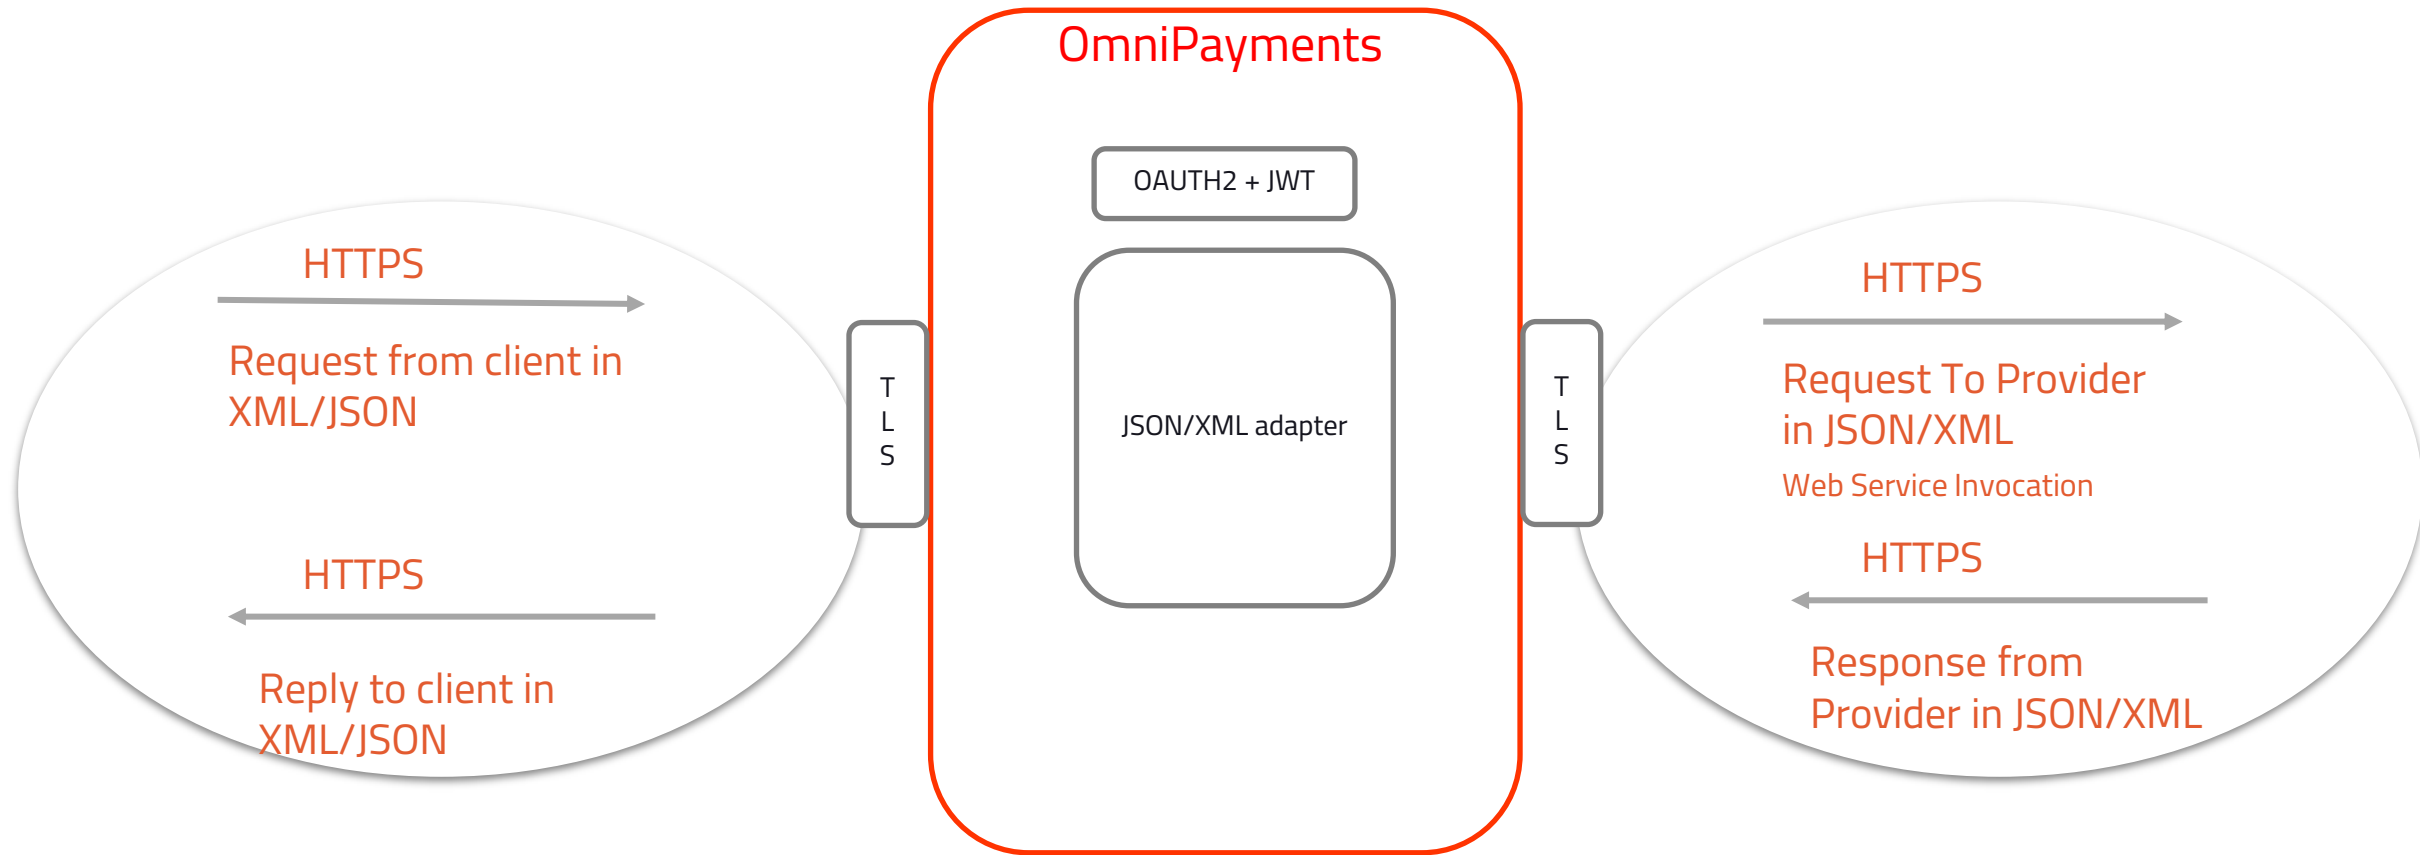 OmniPayments
OAUTH2 + JWT
JSON/XML adapter
HTTPS
Request from client in
XML/JSON
HTTPS
Reply to client in
XML/JSON
T
L
S
T
L
S
HTTPS
Request To Provider
in JSON/XML
Web Service Invocation
HTTPS
Response from
Provider in JSON/XML